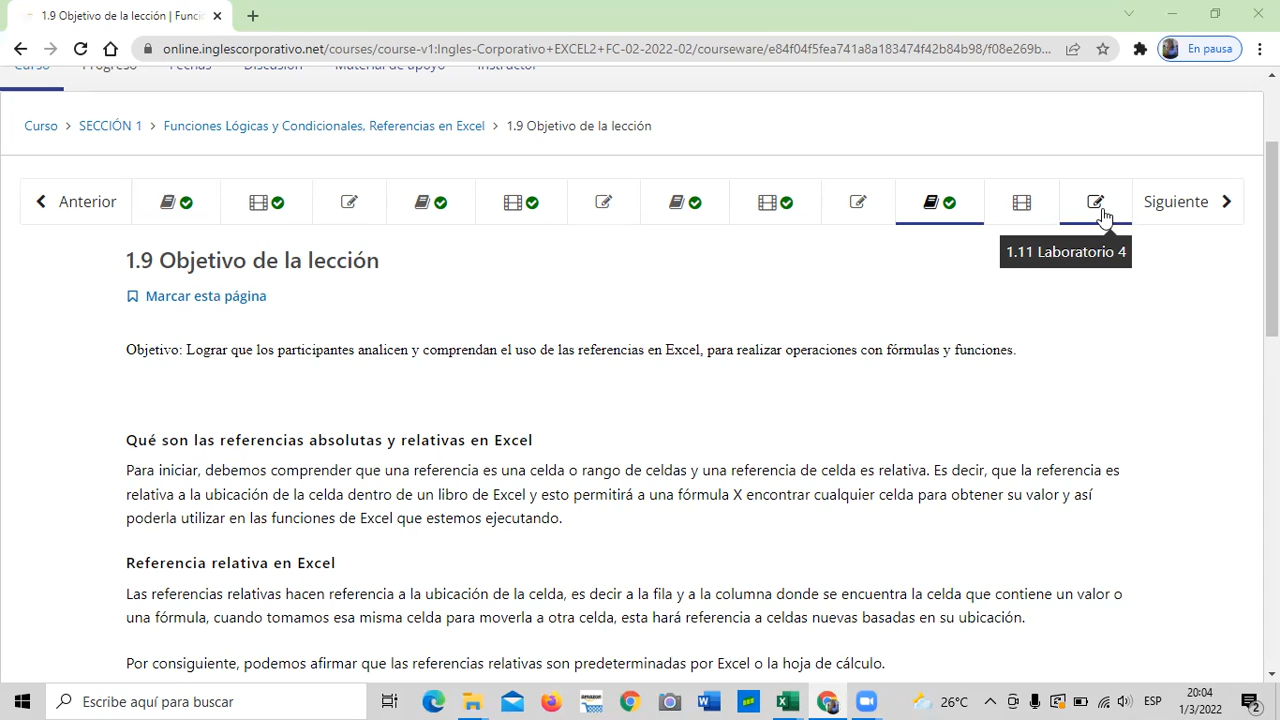 1.9 Objetivo de la lección | Funci
online.inglescorporativo.net/courses/course-v1:Ingles-Corporativo+EXCEL2+FC-02-2022-02/courseware/e84f04f5fea741a8a183474f42b84b98/f08e269b...
En pausa
Curso Progreso Fechas Discusión Material de apoyo Instructor
Curso > SECCIÓN 1 > Funciones Lógicas y Condicionales, Referencias en Excel > 1.9 Objetivo de la lección
Anterior Siguiente
1.11 Laboratorio 4
1.9 Objetivo de la lección
Marcar esta página
Objetivo: Lograr que los participantes analicen y comprendan el uso de las referencias en Excel, para realizar operaciones con fórmulas y funciones.
Qué son las referencias absolutas y relativas en Excel
Para iniciar, debemos comprender que una referencia es una celda o rango de celdas y una referencia de celda es relativa. Es decir, que la referencia es
relativa a la ubicación de la celda dentro de un libro de Excel y esto permitirá a una fórmula X encontrar cualquier celda para obtener su valor y así
poderla utilizar en las funciones de Excel que estemos ejecutando.
Referencia relativa en Excel
Las referencias relativas hacen referencia a la ubicación de la celda, es decir a la fila y a la columna donde se encuentra la celda que contiene un valor o
una fórmula, cuando tomamos esa misma celda para moverla a otra celda, esta hará referencia a celdas nuevas basadas en su ubicación.
Por consiguiente, podemos afirmar que las referencias relativas son predeterminadas por Excel o la hoja de cálculo.
Escribe aquí para buscar
amazon
26°C
ESP
20:04
1/3/2022
2